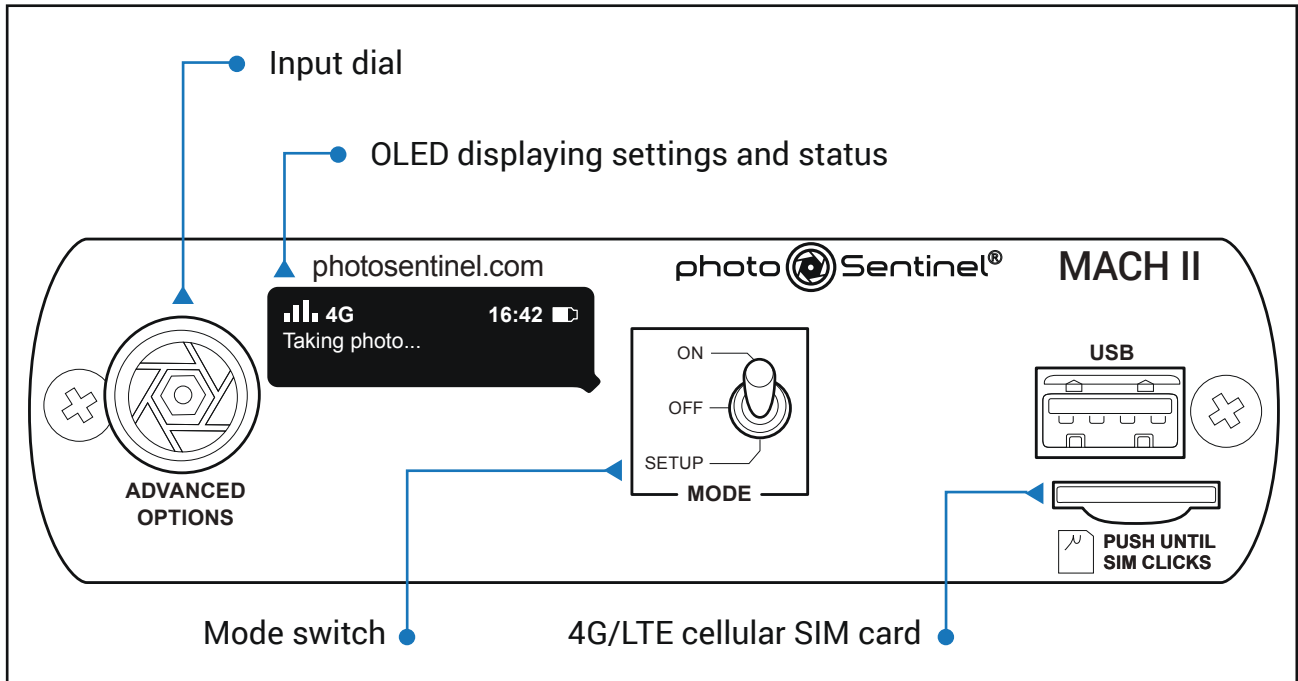 Input dial
OLED displaying settings and status
photosentinel.com
photo Sentinel®
MACH II
4G 16:42
Taking photo...
ON
OFF
SETUP
MODE
USB
ADVANCED
OPTIONS
PUSH UNTIL
SIM CLICKS
Mode switch
4G/LTE cellular SIM card